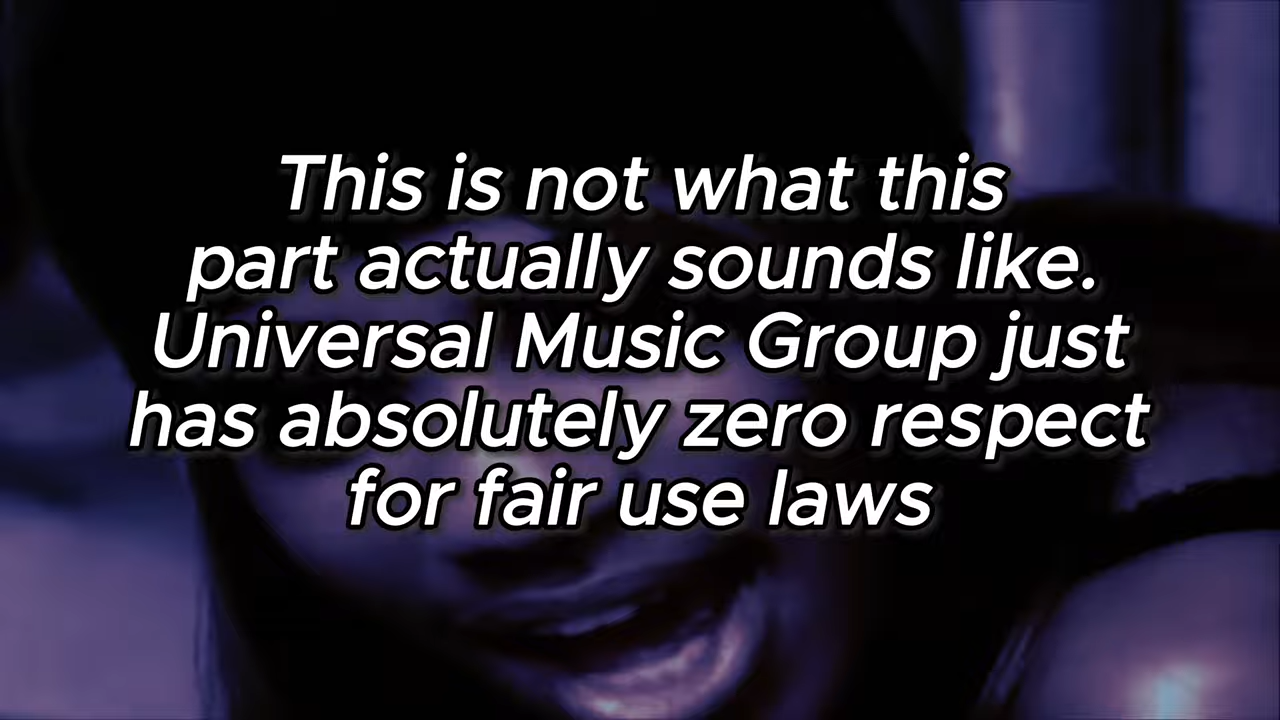 This is not what this
part actually sounds like.
Universal Music Group just
has absolutely zero respect
for fair use laws